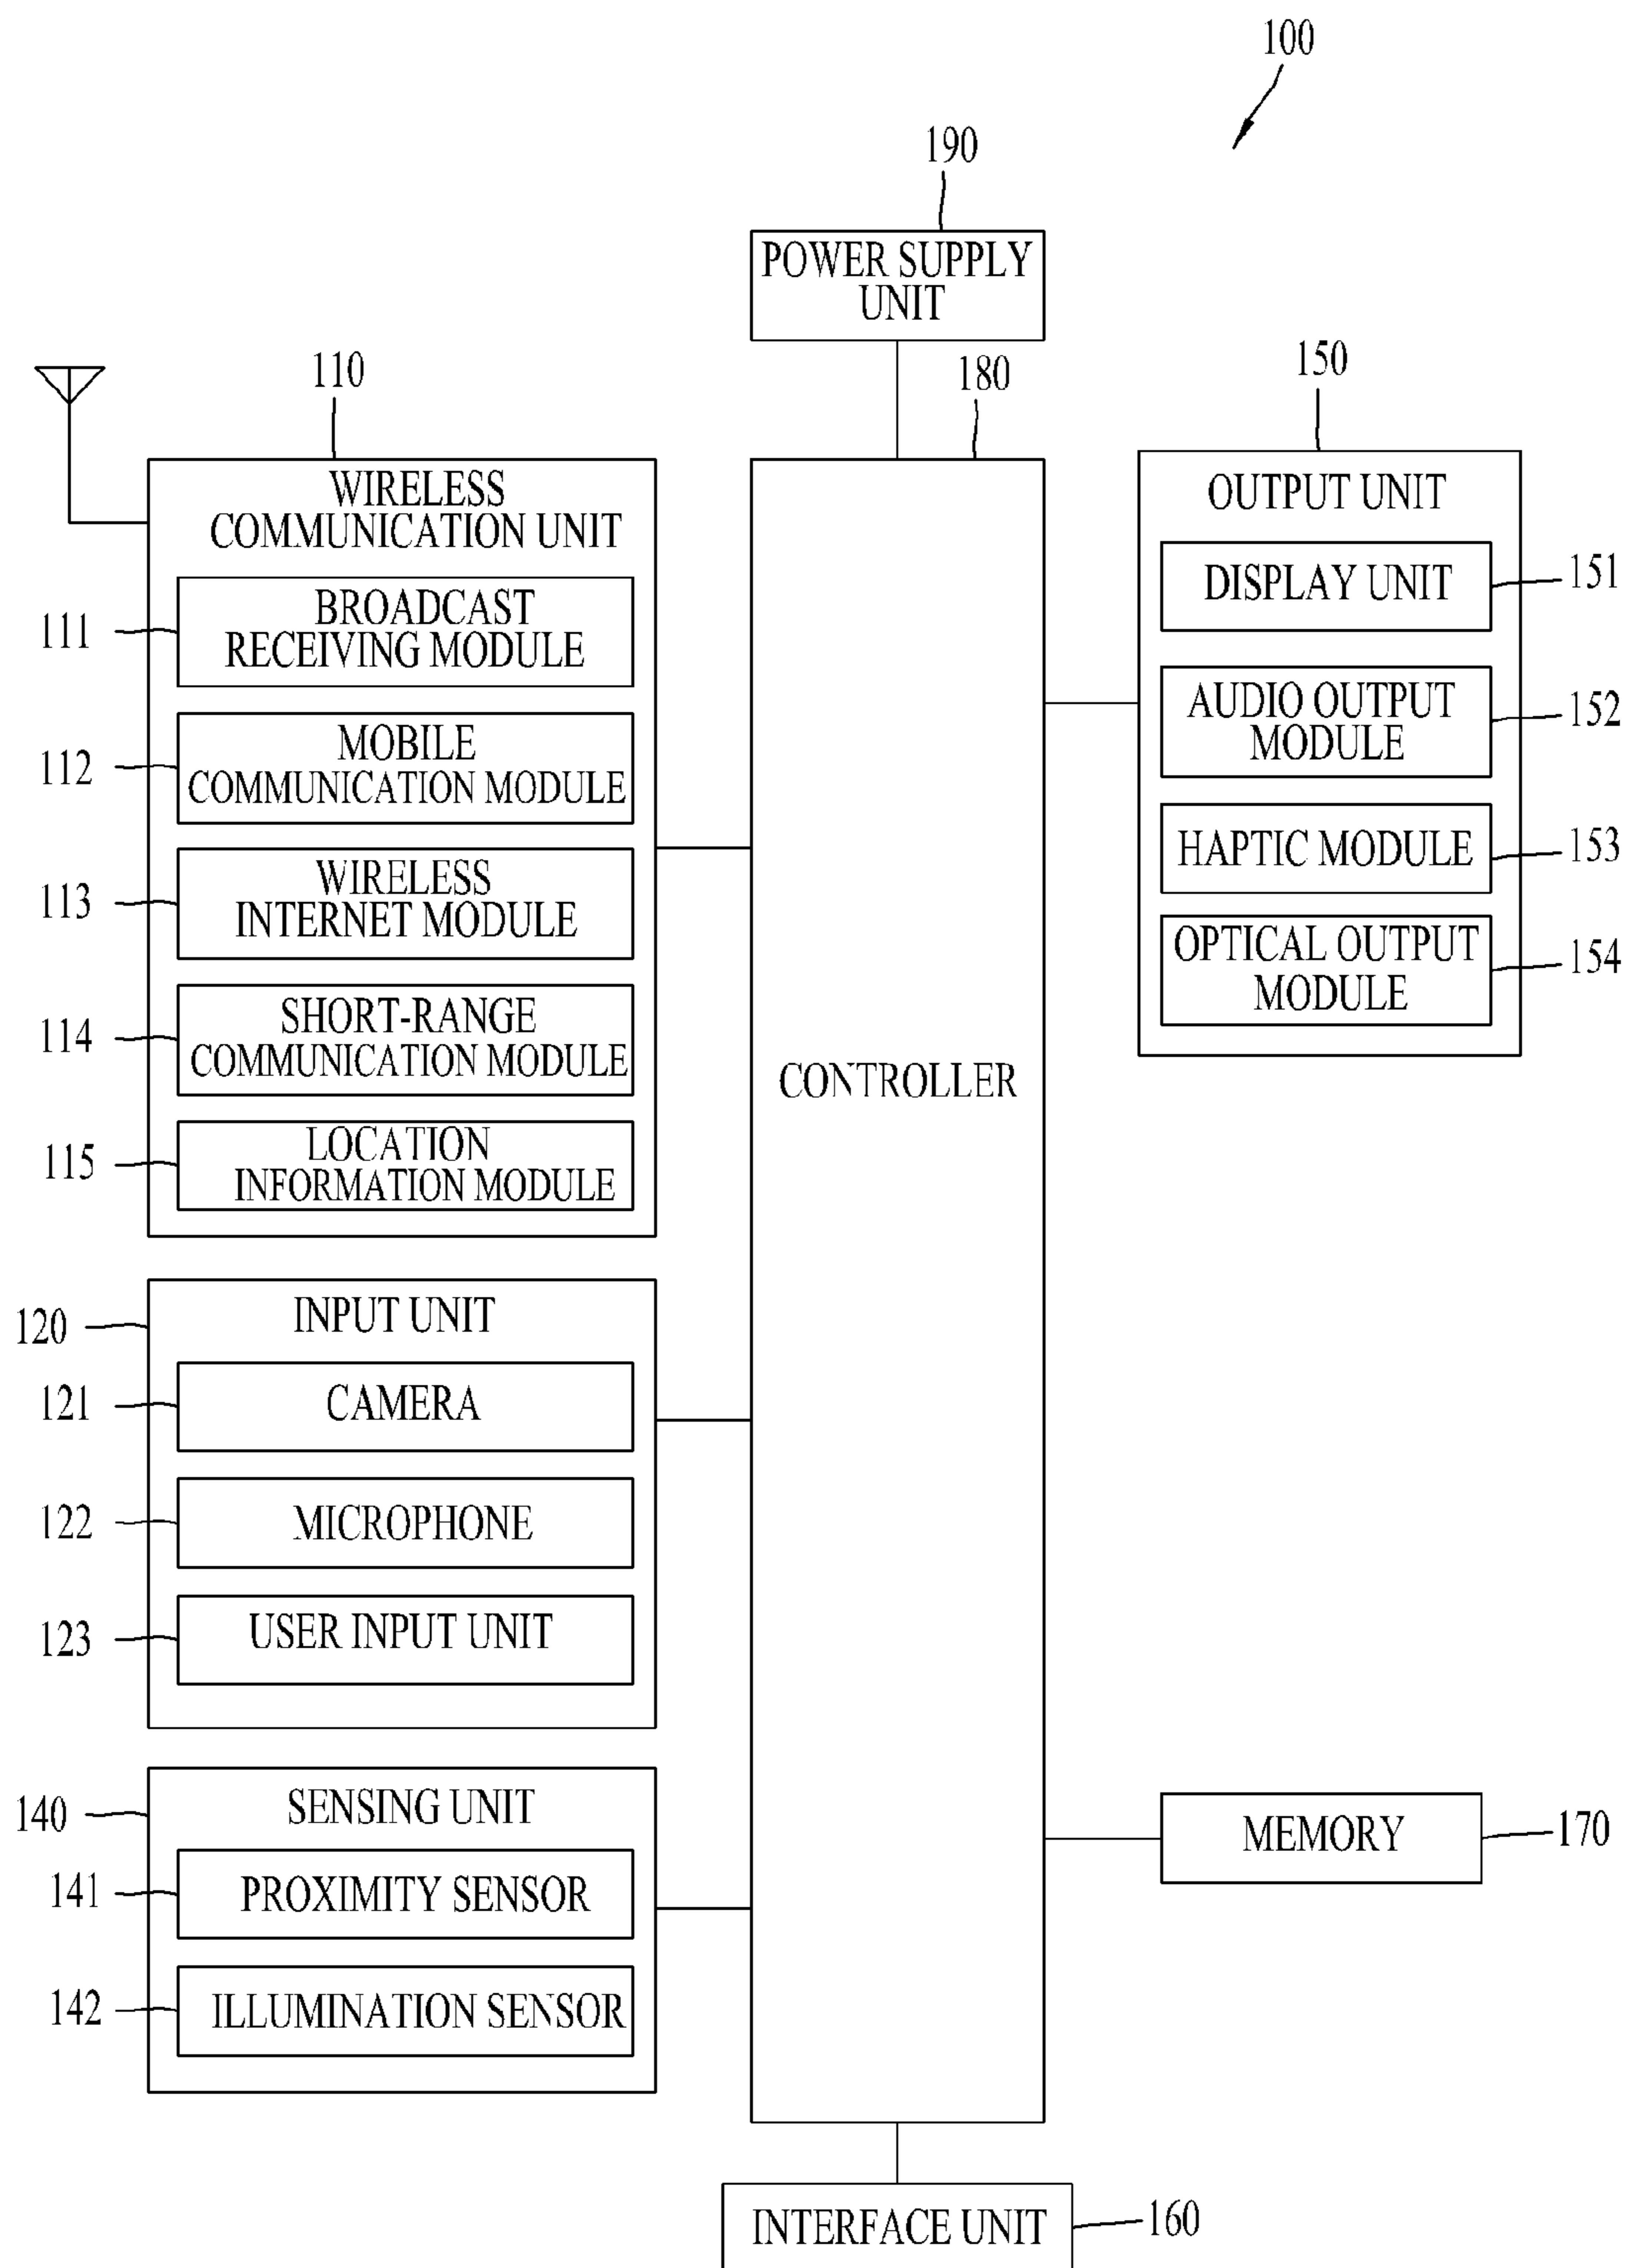 100
190
POWER SUPPLY
UNIT
110
180
150
WIRELESS
COMMUNICATION UNIT
111
BROADCAST
RECEIVING MODULE
112
MOBILE
COMMUNICATION MODULE
113
WIRELESS
INTERNET MODULE
114
SHORT-RANGE
COMMUNICATION MODULE
115
LOCATION
INFORMATION MODULE
120
INPUT UNIT
121
CAMERA
122
MICROPHONE
123
USER INPUT UNIT
140
SENSING UNIT
141
PROXIMITY SENSOR
142
ILLUMINATION SENSOR
CONTROLLER
OUTPUT UNIT
DISPLAY UNIT
151
AUDIO OUTPUT
MODULE
152
HAPTIC MODULE
153
OPTICAL OUTPUT
MODULE
154
MEMORY
170
INTERFACE UNIT
160